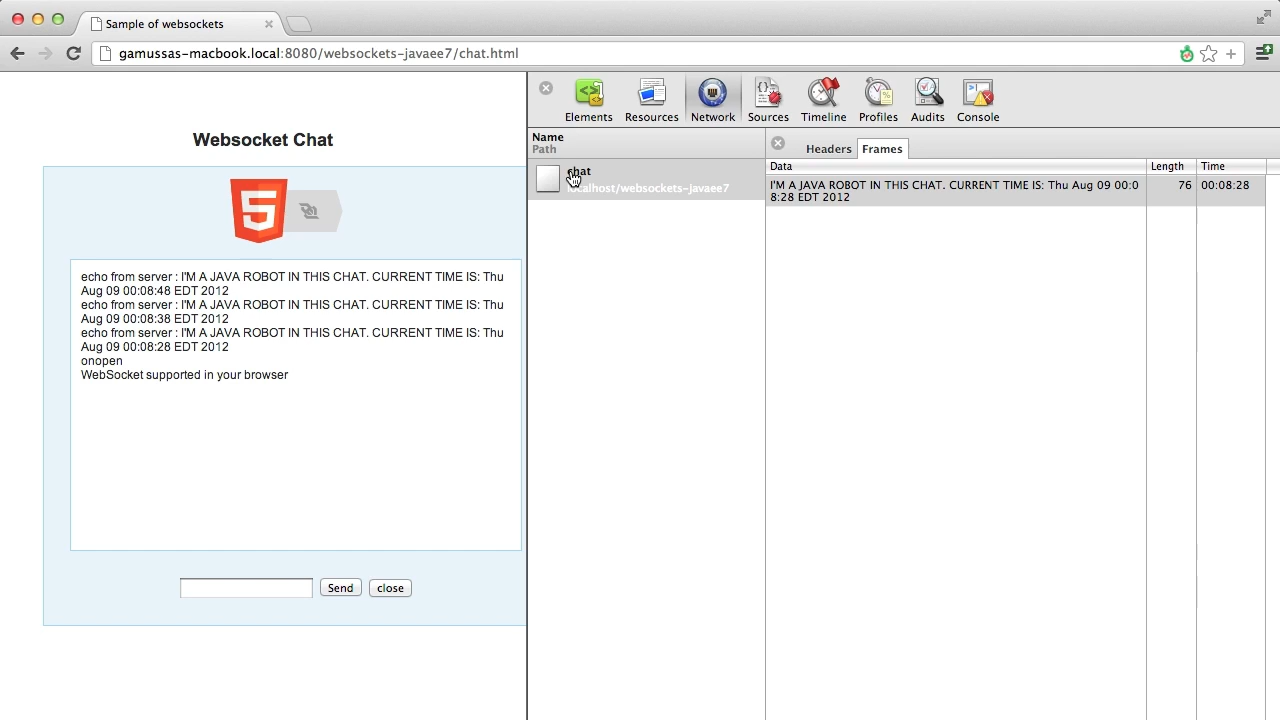 Sample of websockets
gamussas-macbook.local:8080/websockets-javaee7/chat.html
Websocket Chat
5
echo from server : I'M A JAVA ROBOT IN THIS CHAT. CURRENT TIME IS: Thu
Aug 09 00:08:48 EDT 2012
echo from server : I'M A JAVA ROBOT IN THIS CHAT. CURRENT TIME IS: Thu
Aug 09 00:08:38 EDT 2012
echo from server : I'M A JAVA ROBOT IN THIS CHAT. CURRENT TIME IS: Thu
Aug 09 00:08:28 EDT 2012
onopen
WebSocket supported in your browser
Send close
Elements Resources Network Sources Timeline Profiles Audits Console
Name
Path
chat
localhost/websockets-javaee7
Headers Frames
Data Length Time
I'M A JAVA ROBOT IN THIS CHAT. CURRENT TIME IS: Thu Aug 09 00:0 76 00:08:28
8:28 EDT 2012